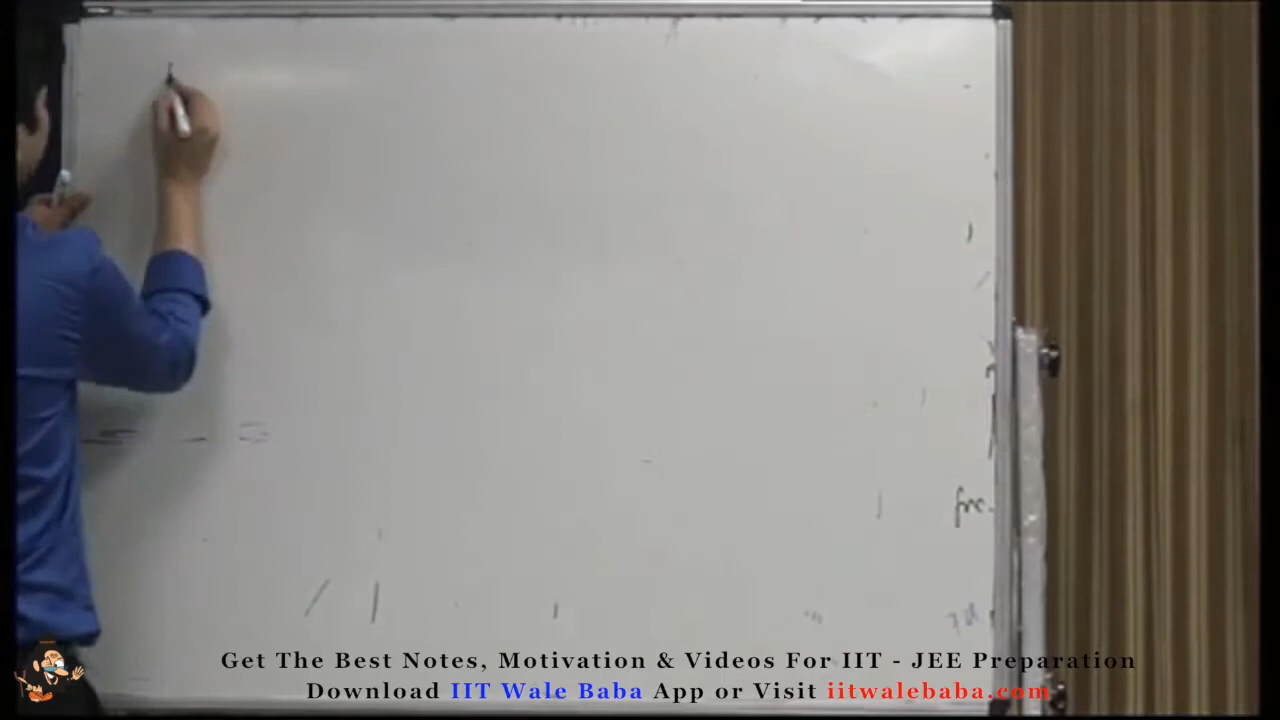 fnc.
Get The Best Notes, Motivation & Videos For IIT - JEE Preparation
Download IIT Wale Baba App or Visit iitwalebaba.com